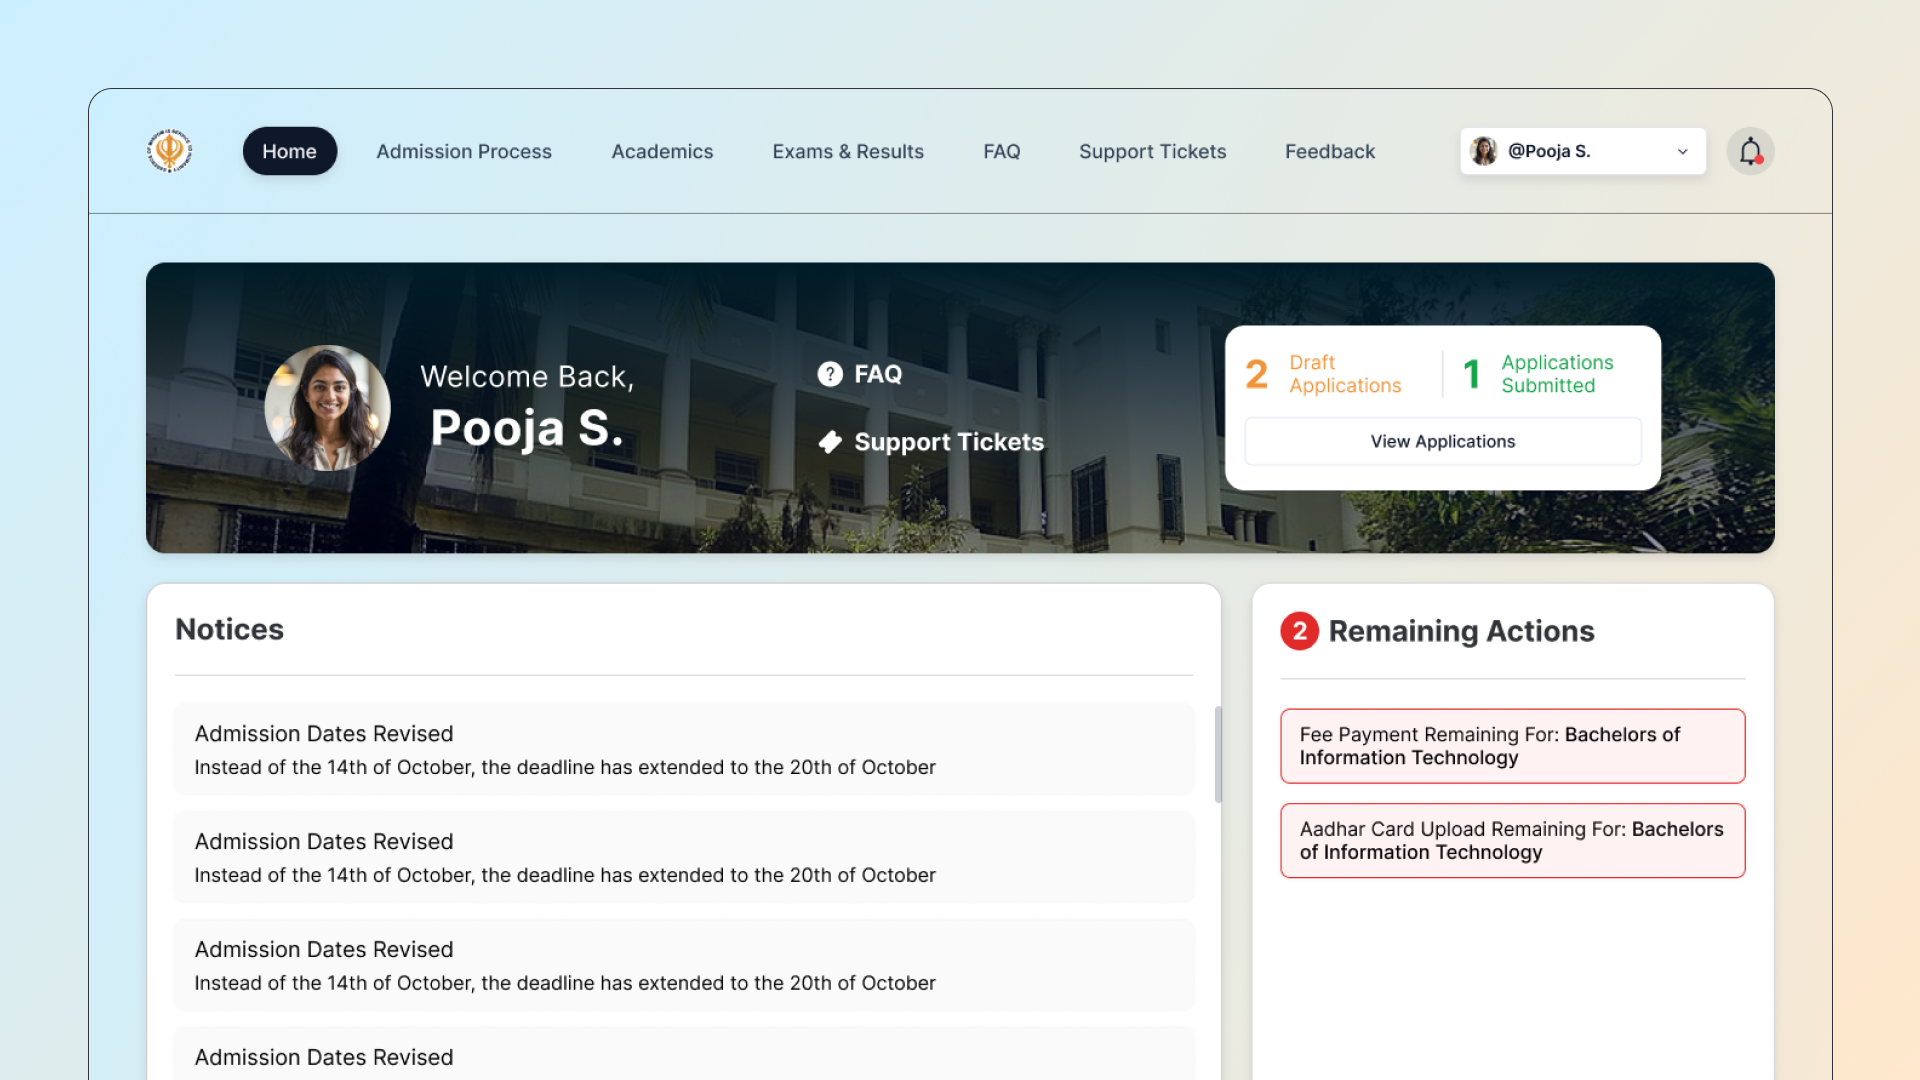 Home
Admission Process
Academics
Exams & Results
FAQ
Support Tickets
Feedback
@Pooja S.
Welcome Back,
Pooja S.
FAQ
Support Tickets
2 Draft
Applications
1 Applications
Submitted
View Applications
Notices
Admission Dates Revised
Instead of the 14th of October, the deadline has extended to the 20th of October
Admission Dates Revised
Instead of the 14th of October, the deadline has extended to the 20th of October
Admission Dates Revised
Instead of the 14th of October, the deadline has extended to the 20th of October
Admission Dates Revised
2 Remaining Actions
Fee Payment Remaining For: Bachelors of
Information Technology
Aadhar Card Upload Remaining For: Bachelors
of Information Technology